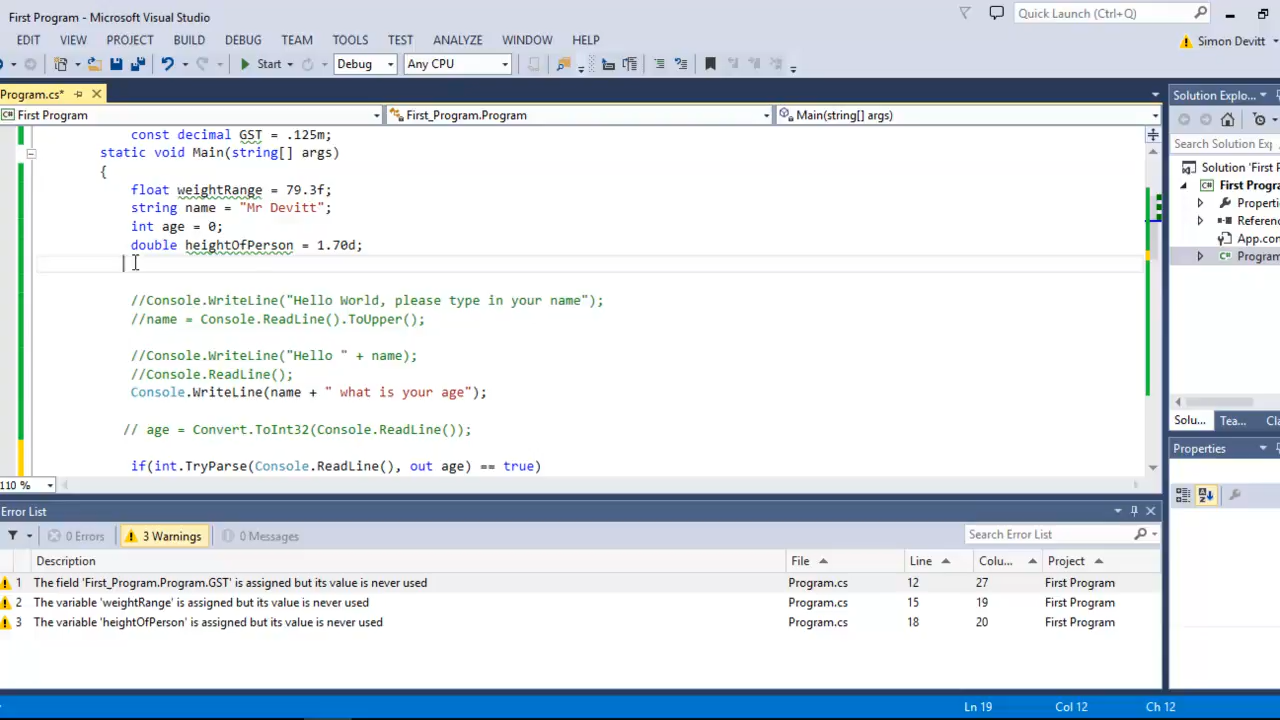 First Program - Microsoft Visual Studio
Quick Launch (Ctrl+Q)
EDIT VIEW PROJECT BUILD DEBUG TEAM TOOLS TEST ANALYZE WINDOW HELP
Simon Devitt
Start Debug Any CPU
Program.cs*
Solution Explo...
First Program First_Program.Program Main(string[] args)
const decimal GST = .125m;
static void Main(string[] args)
{
float weightRange = 79.3f;
string name = "Mr Devitt";
int age = 0;
double heightOfPerson = 1.70d;
//Console.WriteLine("Hello World, please type in your name");
//name = Console.ReadLine().ToUpper();
//Console.WriteLine("Hello " + name);
//Console.ReadLine();
Console.WriteLine(name + " what is your age");
// age = Convert.ToInt32(Console.ReadLine());
if(int.TryParse(Console.ReadLine(), out age) == true)
110 %
Search Solution Exp
Solution 'First P
First Program
Properti
Referenc
App.con
Program
Solu... Tea... Cl
Properties
Error List
0 Errors 3 Warnings 0 Messages
Search Error List
Description File Line Colu... Project
1 The field 'First_Program.Program.GST' is assigned but its value is never used Program.cs 12 27 First Program
2 The variable 'weightRange' is assigned but its value is never used Program.cs 15 19 First Program
3 The variable 'heightOfPerson' is assigned but its value is never used Program.cs 18 20 First Program
Ln 19 Col 12 Ch 12